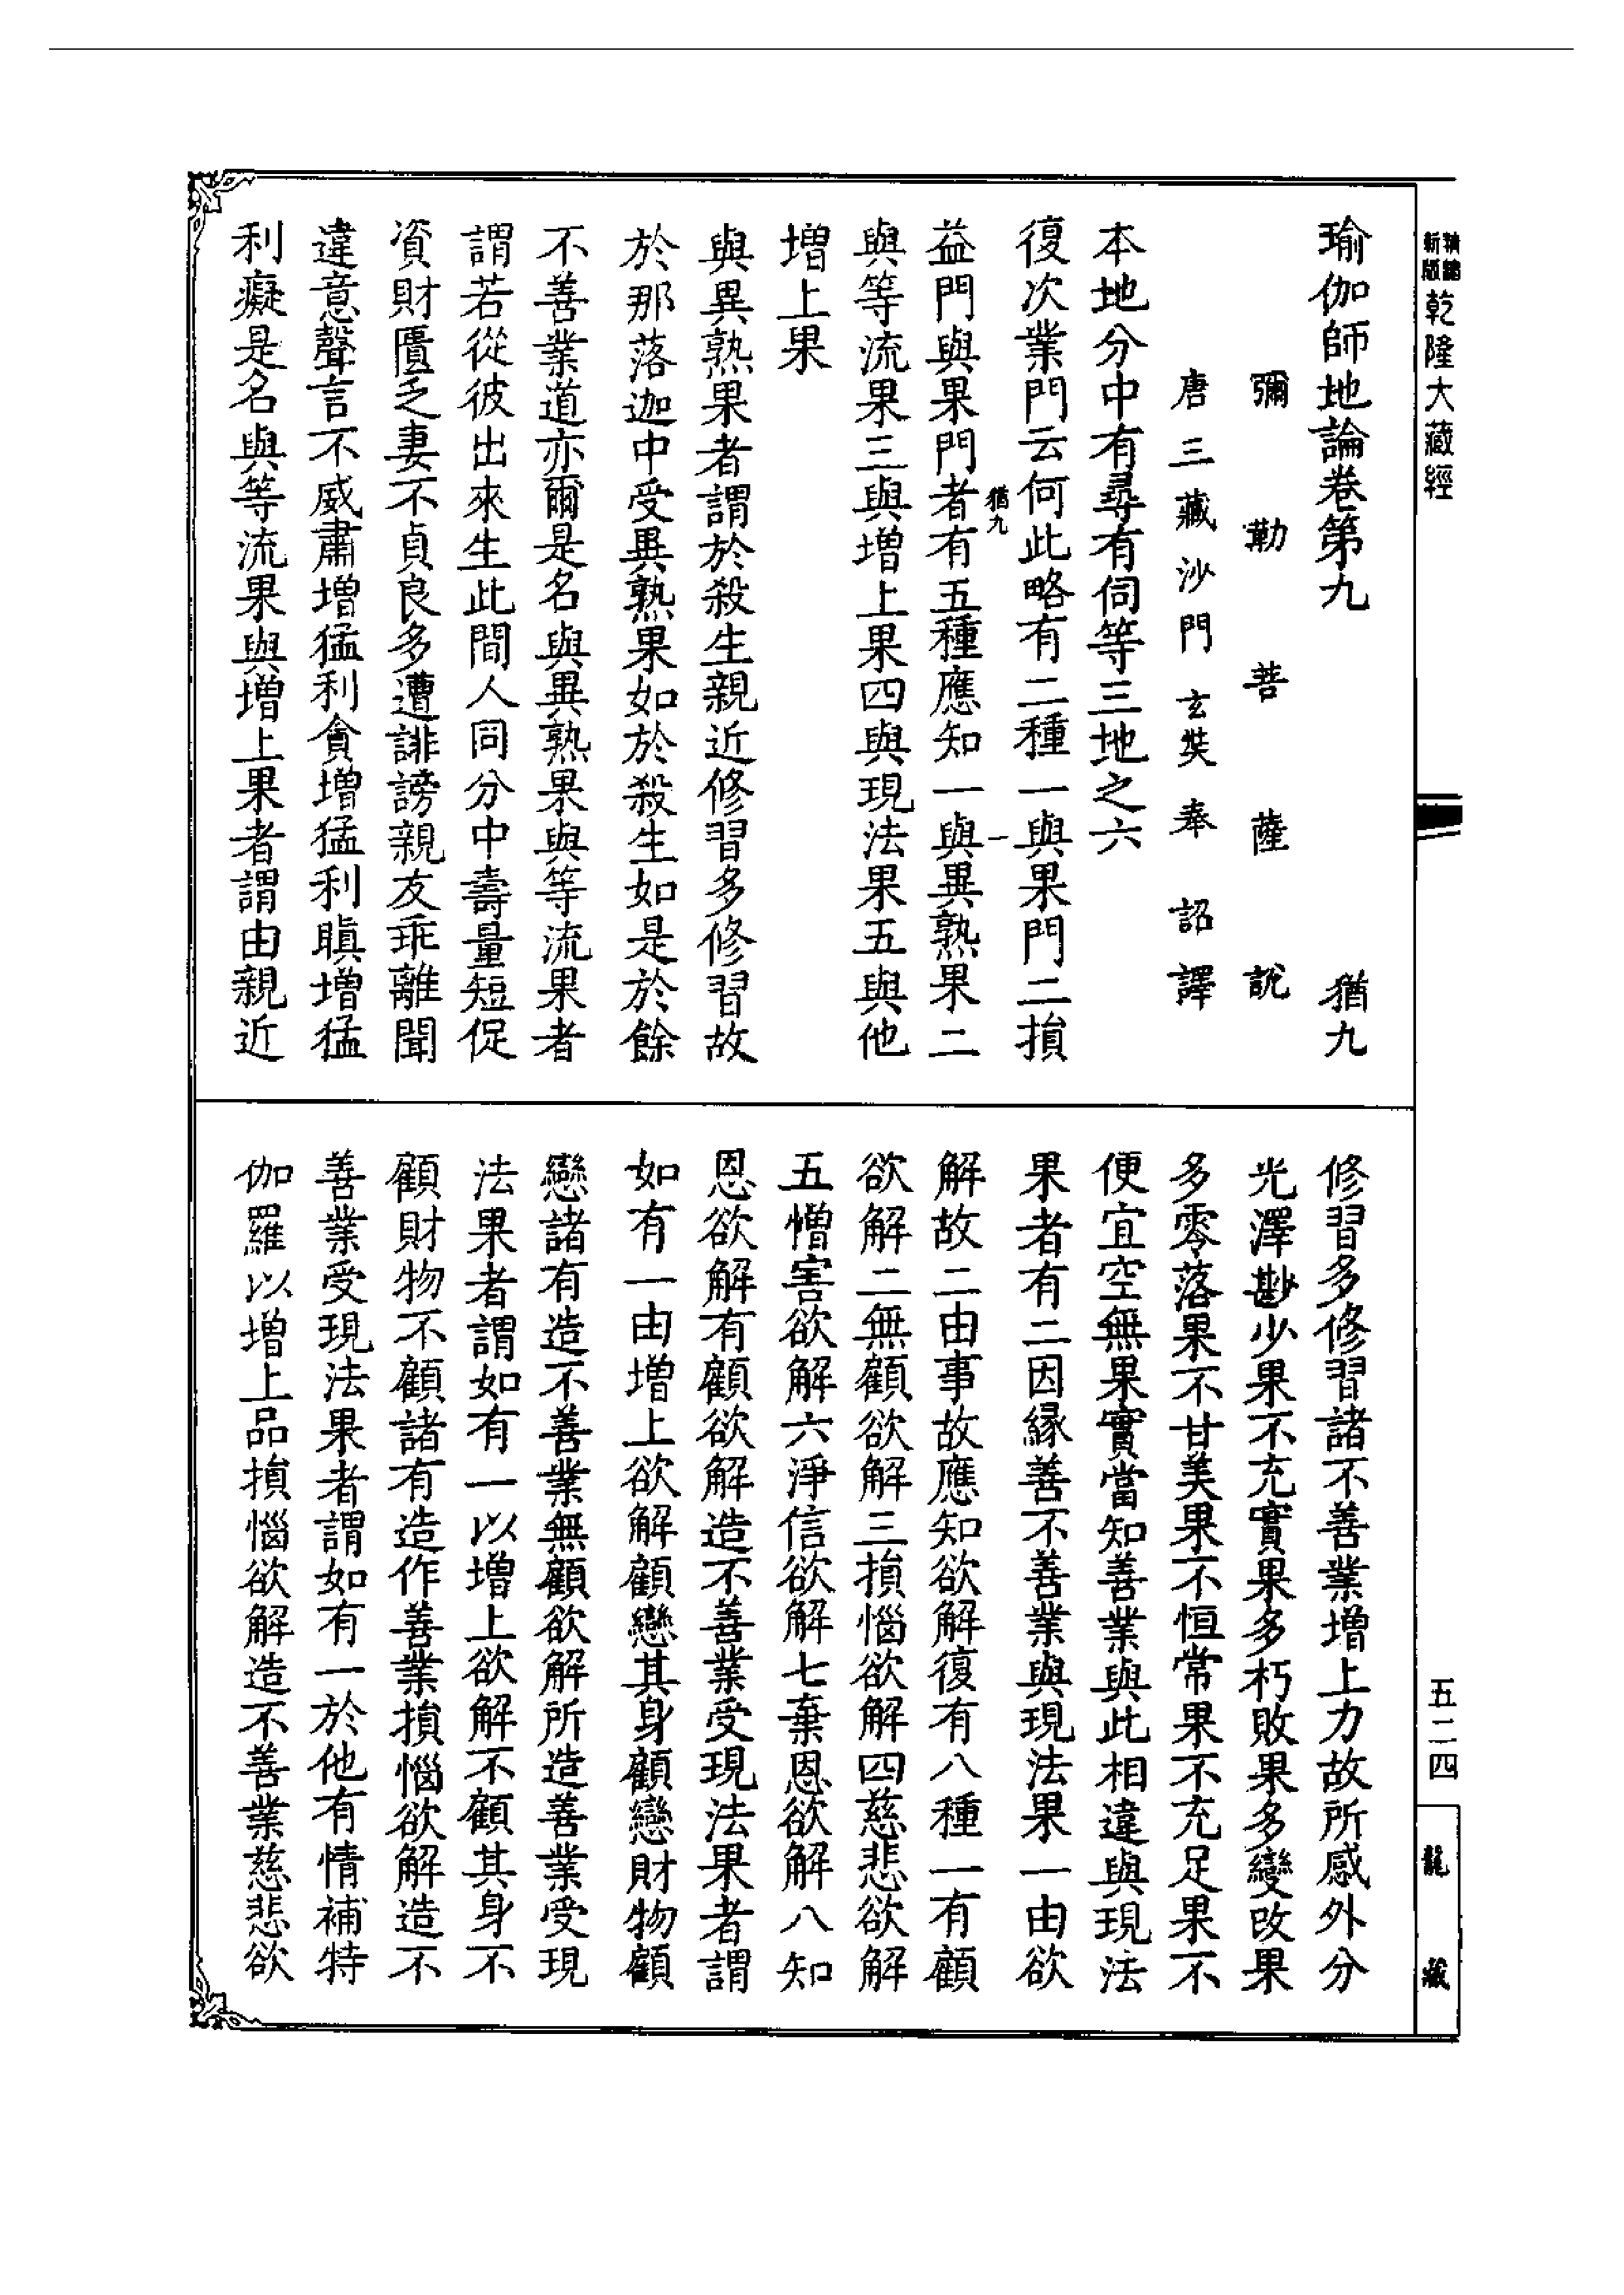 新版
乾隆大藏經
瑜伽師地論卷第九 猶九
彌勒菩薩說
唐三藏沙門玄奘奉詔譯
本地分中有尋有伺等三地之六
復次業門云何此略有二種一與果門二損
猶九 一
益門與果門者有五種應知一與異熟果二
與等流果三與增上果四與現法果五與他
增上果
與異熟果者謂於殺生親近修習多修習故
於那落迦中受異熟果如於殺生如是於餘
不善業道亦爾是名與異熟果與等流果者
謂若從彼出來生此間人同分中壽量短促
資財匱乏妻不貞良多遭誹謗親友乖離聞
違意聲言不威肅增猛利貪增猛利瞋增猛
利癡是名與等流果與增上果者謂由親近
修習多修習諸不善業增上力故所感外分
光澤尠少果不充實果多朽敗果多變改果
多零落果不甘美果不恒常果不充足果不
便宜空無果實當知善業與此相違與現法
果者有二因緣善不善業與現法果一由欲
解故二由事故應知欲解復有八種一有顧
欲解二無顧欲解三損惱欲解四慈悲欲解
五憎害欲解六淨信欲解七棄恩欲解八知
恩欲解有顧欲解造不善業受現法果者謂
如有一由增上欲解顧戀其身顧戀財物顧
戀諸有造不善業無顧欲解所造善業受現
法果者謂如有一以增上欲解不顧其身不
顧財物不顧諸有造作善業損惱欲解造不
善業受現法果者謂如有一於他有情補特
伽羅以增上品損惱欲解造不善業慈悲欲
五二四
龍藏